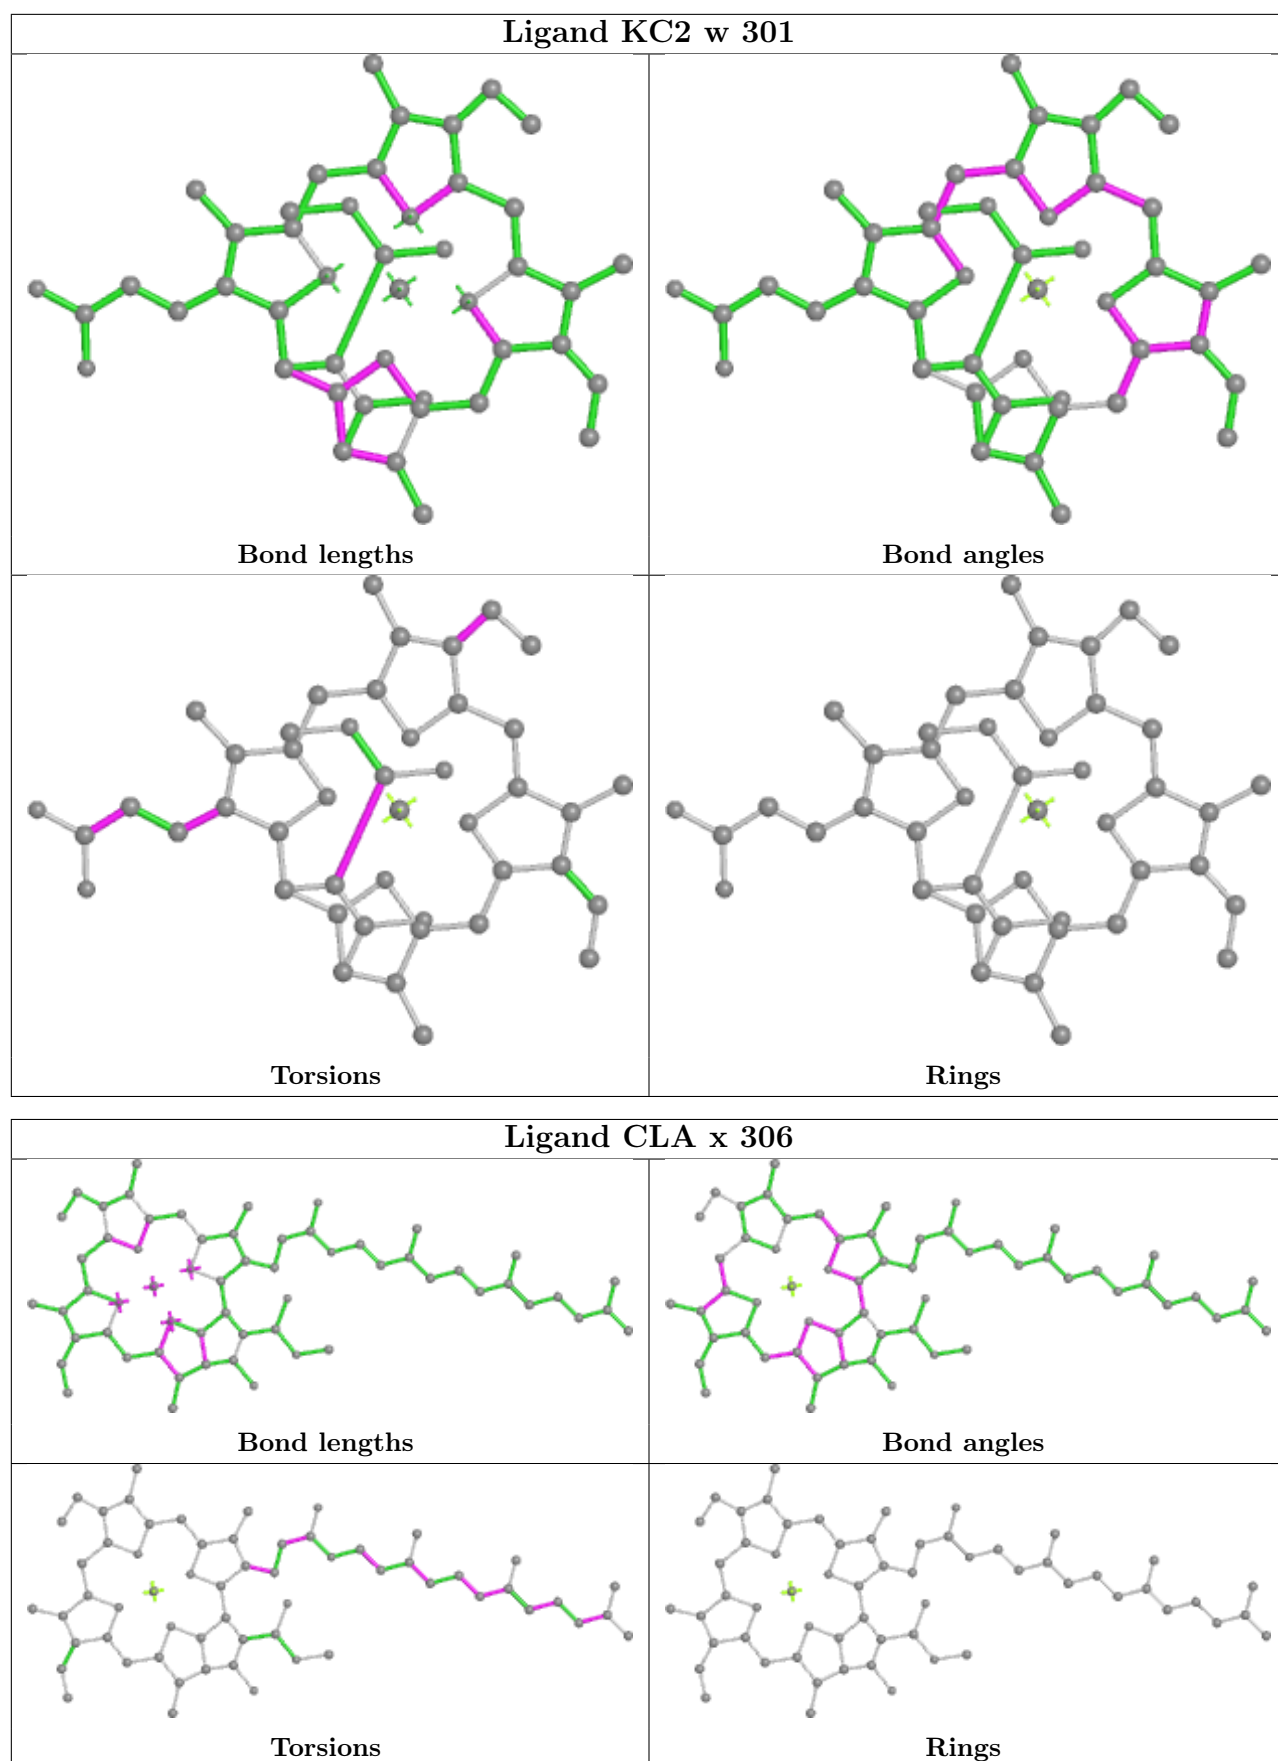 Ligand KC2 w 301
Bond lengths
Bond angles
Torsions
Rings
Ligand CLA x 306
Bond lengths
Bond angles
Torsions
Rings